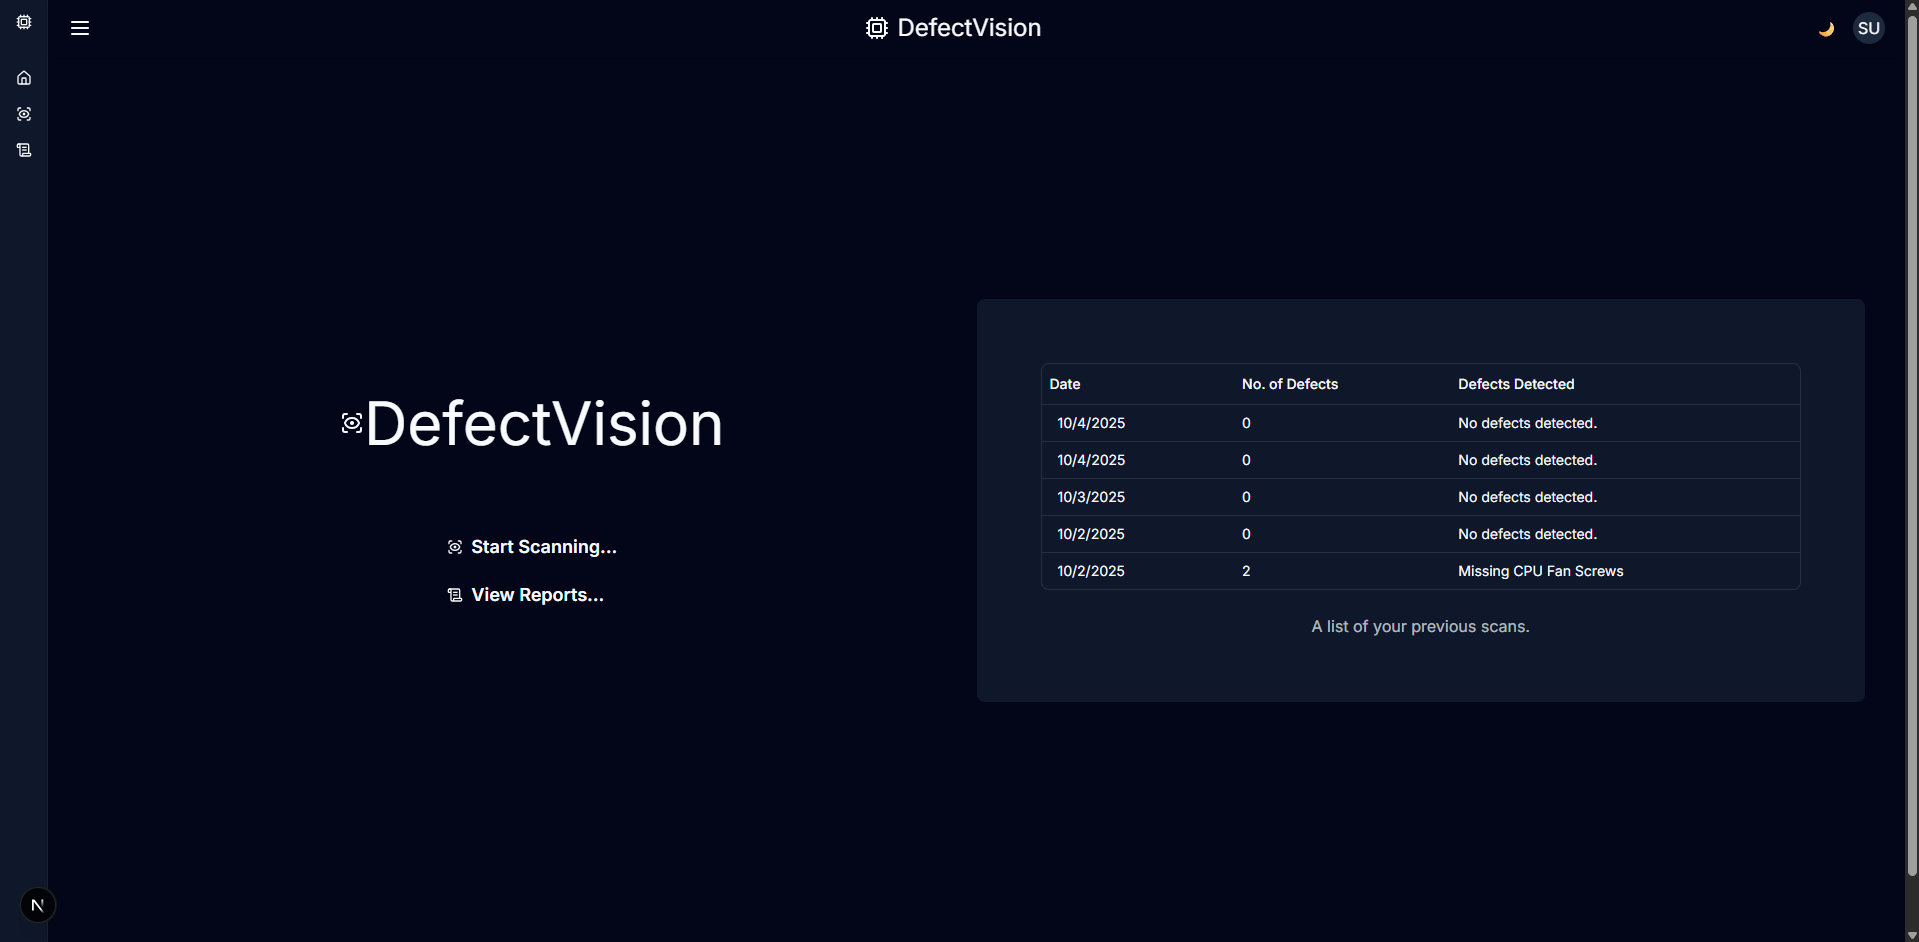 DefectVision
SU
DefectVision
Start Scanning...
View Reports...
Date No. of Defects Defects Detected
10/4/2025 0 No defects detected.
10/4/2025 0 No defects detected.
10/3/2025 0 No defects detected.
10/2/2025 0 No defects detected.
10/2/2025 2 Missing CPU Fan Screws
A list of your previous scans.
N